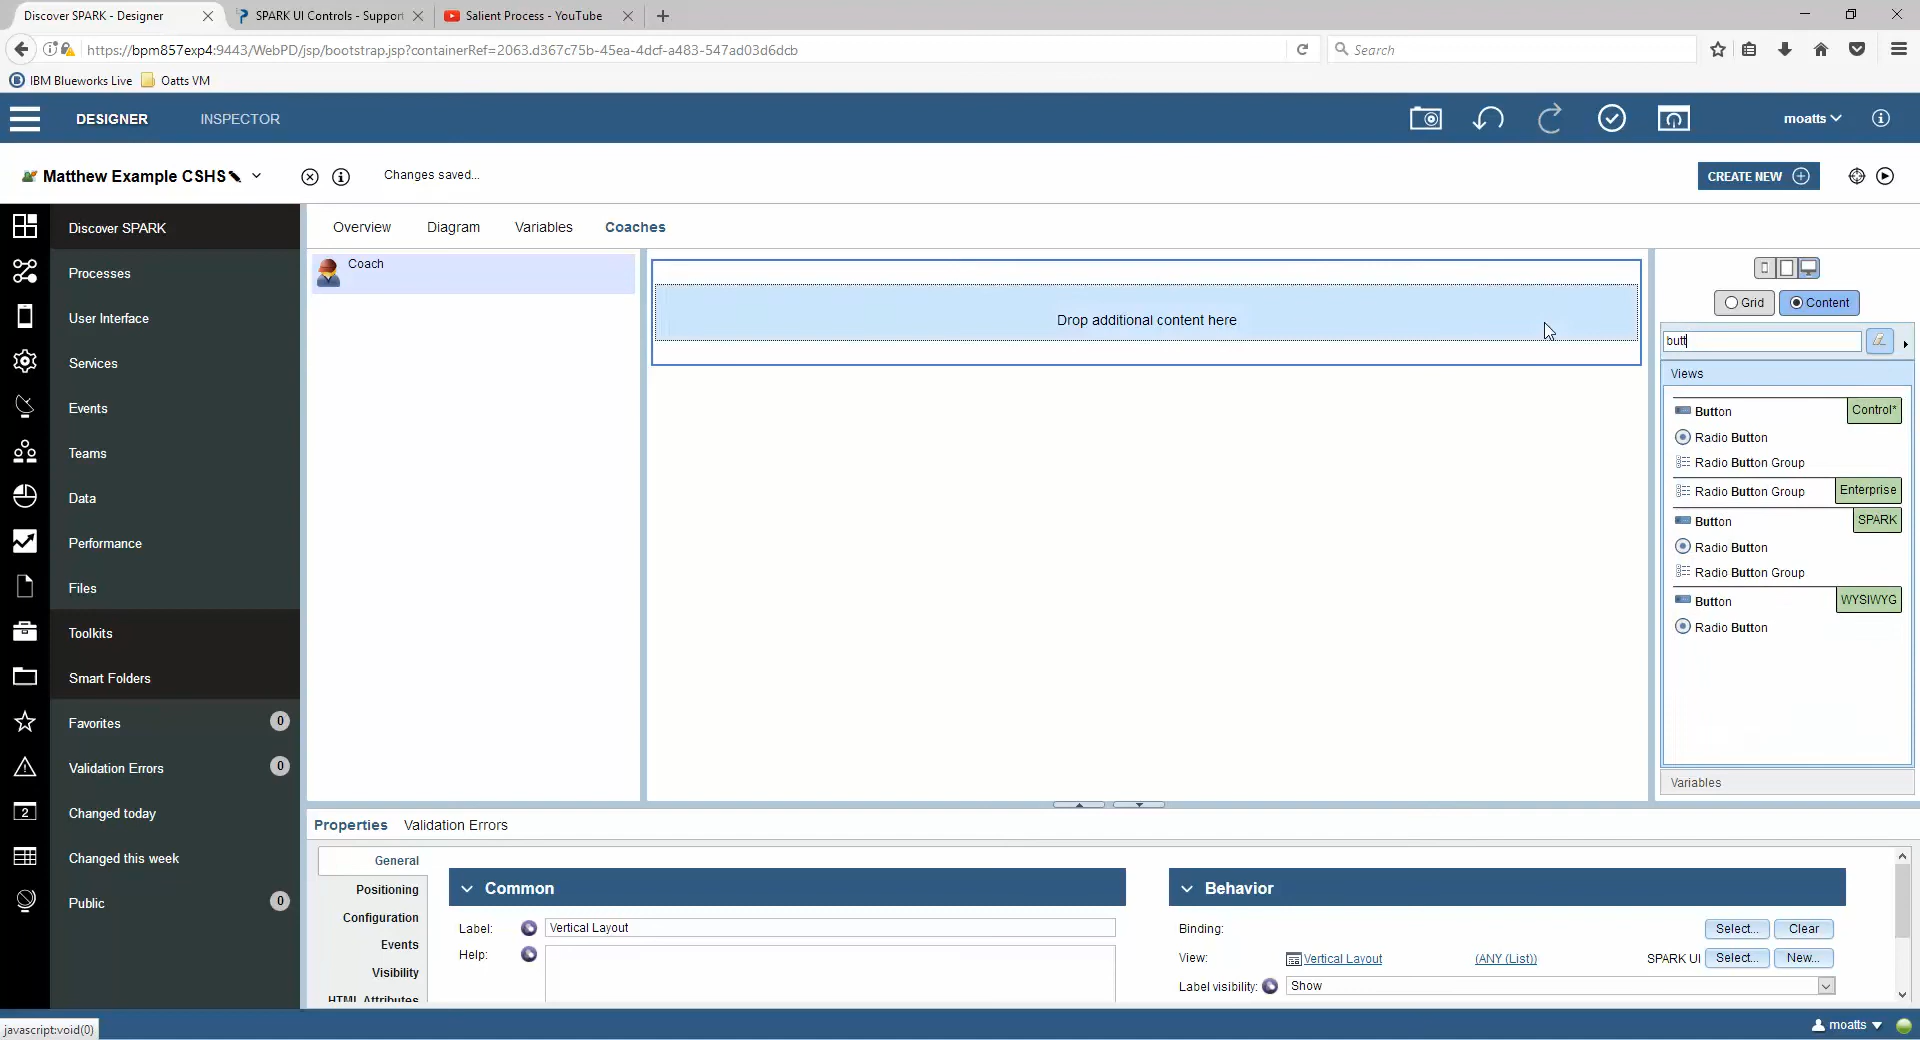 Discover SPARK - Designer
SPARK UI Controls - Support
Salient Process - YouTube
https://bpm857exp4:9443/WebPD/jsp/bootstrap.jsp?containerRef=2063.d367c75b-45ea-4dcf-a483-547ad03d6dcb
Search
IBM Blueworks Live
Oatts VM
DESIGNER
INSPECTOR
moatts
Matthew Example CSHS
Changes saved...
CREATE NEW
Discover SPARK
Processes
User Interface
Services
Events
Teams
Data
Performance
Files
Toolkits
Smart Folders
Favorites 0
Validation Errors 0
Changed today
2
Changed this week
Public 0
Overview
Diagram
Variables
Coaches
Coach
Drop additional content here
Grid
Content
butt
Views
Button
Control*
Radio Button
Radio Button Group
Radio Button Group
Enterprise
Button
SPARK
Radio Button
Radio Button Group
Button
WYSIWYG
Radio Button
Variables
Properties
Validation Errors
General
Positioning
Configuration
Events
Visibility
HTML Attributes
Common
Label:
Vertical Layout
Help:
Behavior
Binding:
Select...
Clear
View:
Vertical Layout
(ANY (List))
SPARK UI
Select...
New...
Label visibility:
Show
javascript:void(0)
moatts